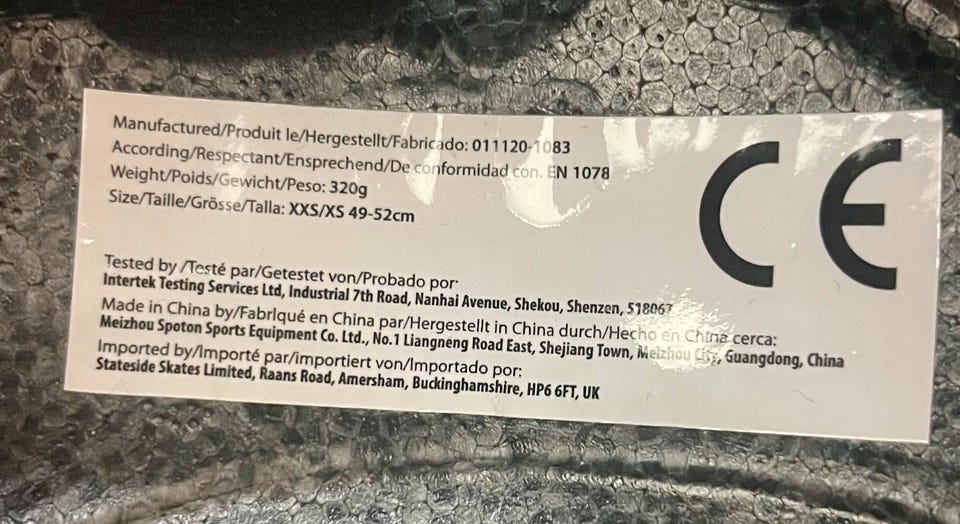 Manufactured/Produit le/Hergestellt/Fabricado: 011120-1083
According/Respectant/Ensprechend/De conformidad con. EN 1078
Weight/Poids/Gewicht/Peso: 320g
Size/Taille/Grösse/Talla: XXS/XS 49-52cm
CE
Tested by /Testé par/Getestet von/Probado por·
Intertek Testing Services Ltd, Industrial 7th Road, Nanhai Avenue, Shekou, Shenzen, 518067
Made in China by/Fabriqué en China par/Hergestellt in China durch/Hecho en China cerca:
Meizhou Spoton Sports Equipment Co. Ltd., No.1 Liangneng Road East, Shejiang Town, Meizhou City, Guangdong, China
Imported by/Importé par/importiert von/Importado por:
Stateside Skates Limited, Raans Road, Amersham, Buckinghamshire, HP6 6FT, UK